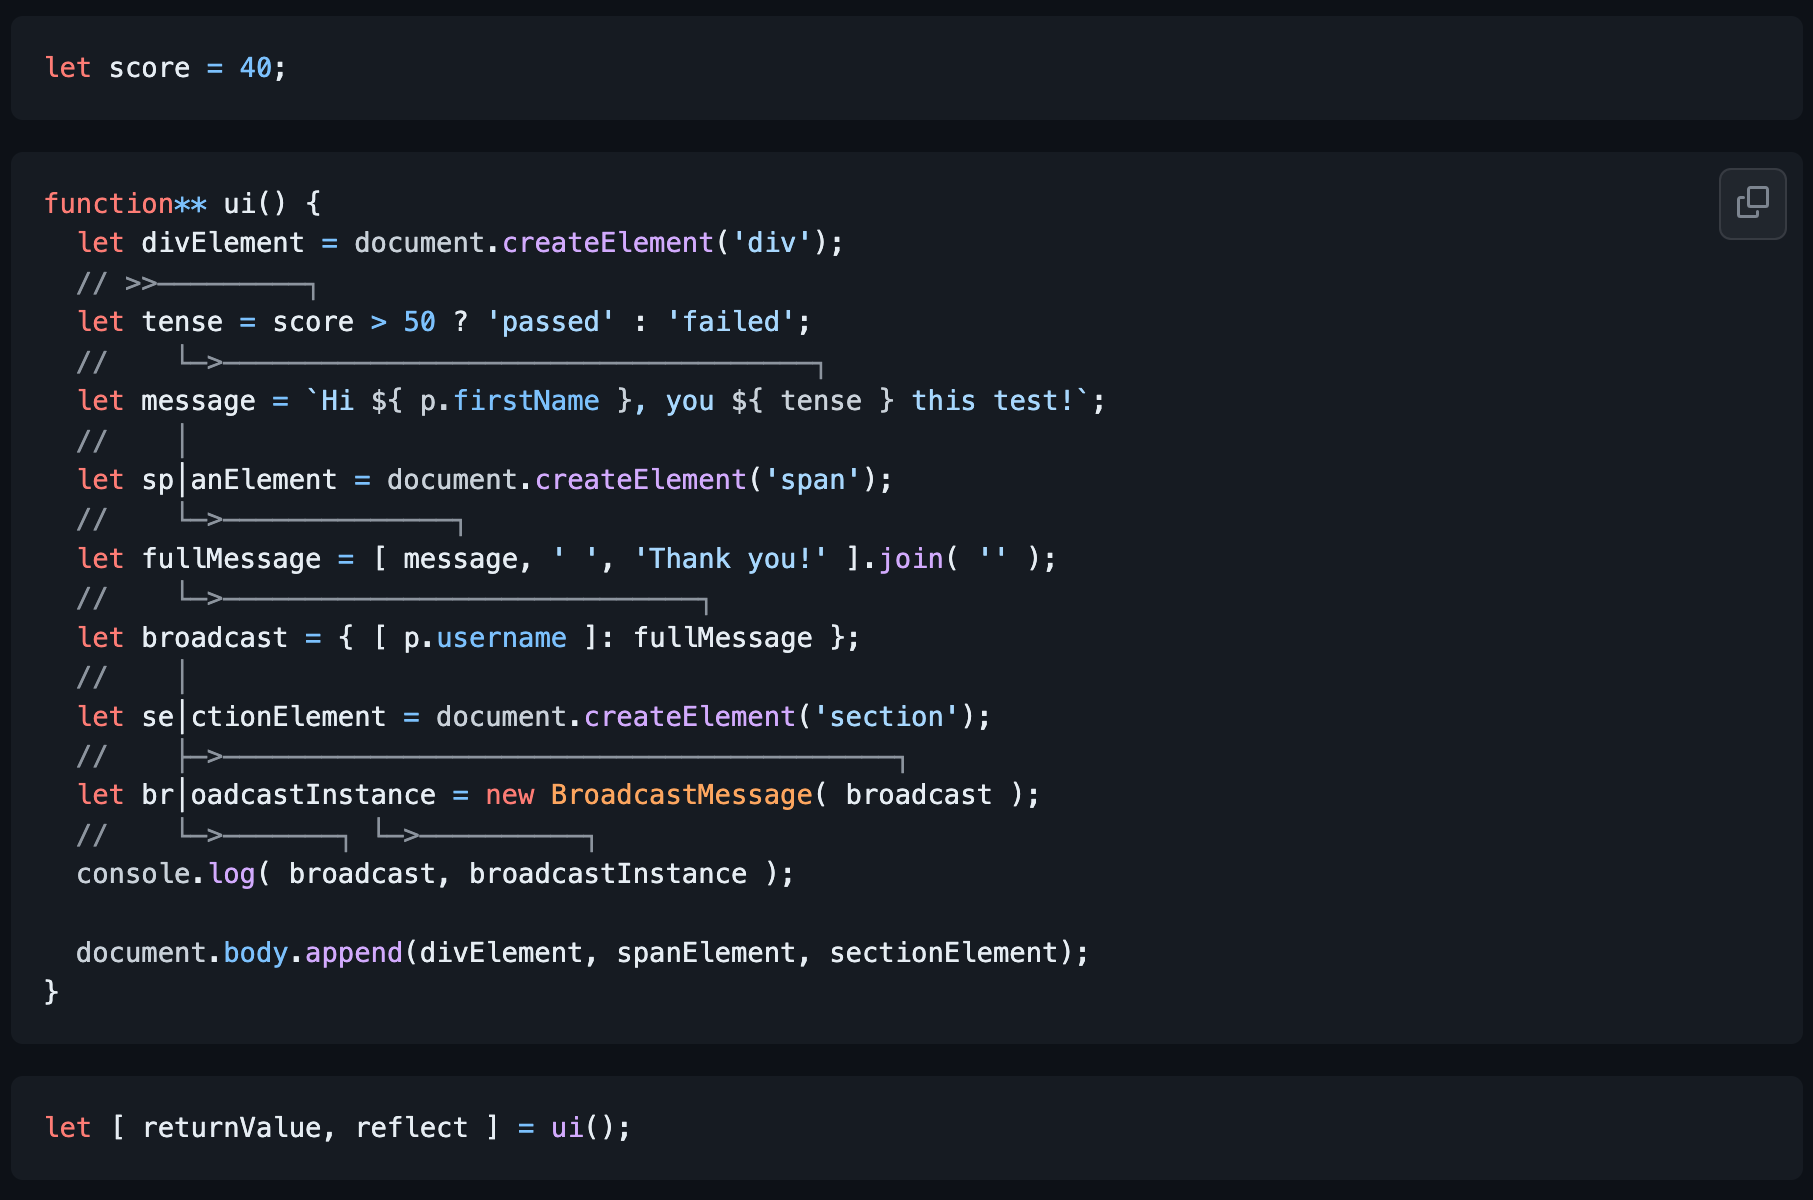 let score = 40;
function** ui() {
  let divElement = document.createElement('div');
  // >>─────────┐
  let tense = score > 50 ? 'passed' : 'failed';
  //    └─>────────────────────────────────────┐
  let message = `Hi ${ p.firstName }, you ${ tense } this test!`;
  //    │
  let sp│anElement = document.createElement('span');
  //    └─>──────────────┐
  let fullMessage = [ message, ' ', 'Thank you!' ].join( '' );
  //    └─>─────────────────────────────┐
  let broadcast = { [ p.username ]: fullMessage };
  //    │
  let se│ctionElement = document.createElement('section');
  //    ├─>─────────────────────────────────────────┐
  let br│oadcastInstance = new BroadcastMessage( broadcast );
  //    └─>───────┐ └─>──────────┐
  console.log( broadcast, broadcastInstance );
  document.body.append(divElement, spanElement, sectionElement);
}
let [ returnValue, reflect ] = ui();